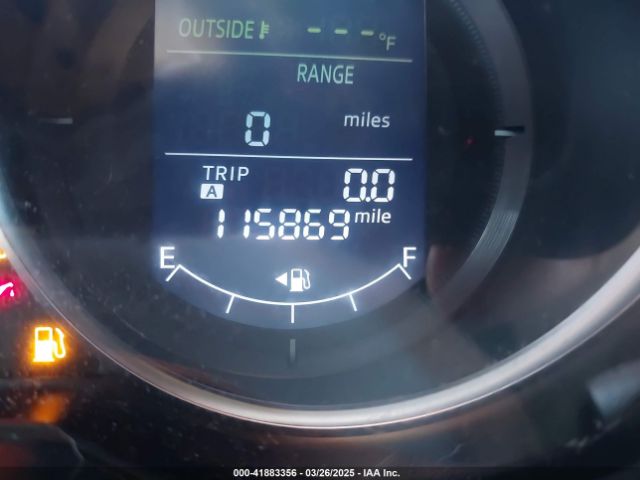 OUTSIDE - - - °F
RANGE
0 miles
TRIP A 0.0
115869 mile
E F
000-41883356 - 03/26/2025 - IAA Inc.